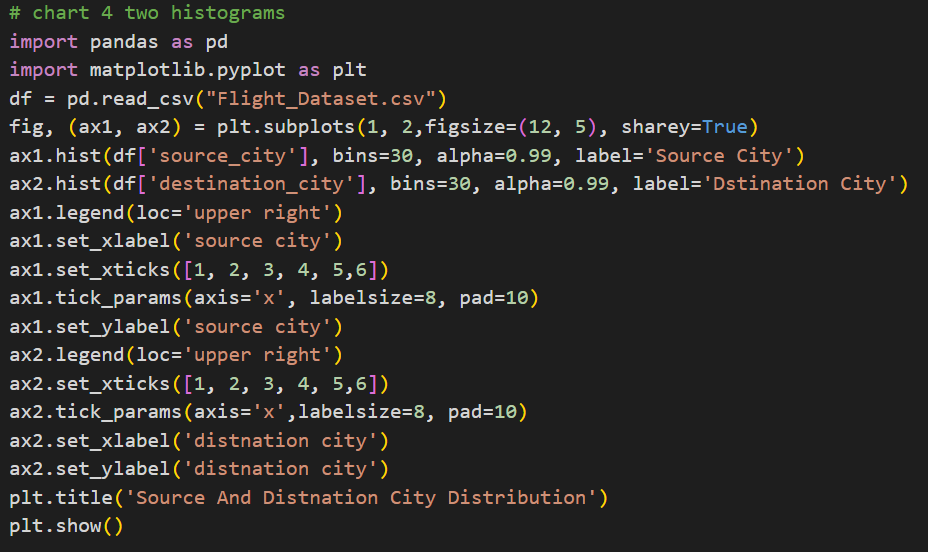 # chart 4 two histograms
import pandas as pd
import matplotlib.pyplot as plt
df = pd.read_csv("Flight_Dataset.csv")
fig, (ax1, ax2) = plt.subplots(1, 2,figsize=(12, 5), sharey=True)
ax1.hist(df['source_city'], bins=30, alpha=0.99, label='Source City')
ax2.hist(df['destination_city'], bins=30, alpha=0.99, label='Dstination City')
ax1.legend(loc='upper right')
ax1.set_xlabel('source city')
ax1.set_xticks([1, 2, 3, 4, 5,6])
ax1.tick_params(axis='x', labelsize=8, pad=10)
ax1.set_ylabel('source city')
ax2.legend(loc='upper right')
ax2.set_xticks([1, 2, 3, 4, 5,6])
ax2.tick_params(axis='x',labelsize=8, pad=10)
ax2.set_xlabel('distnation city')
ax2.set_ylabel('distnation city')
plt.title('Source And Distnation City Distribution')
plt.show()